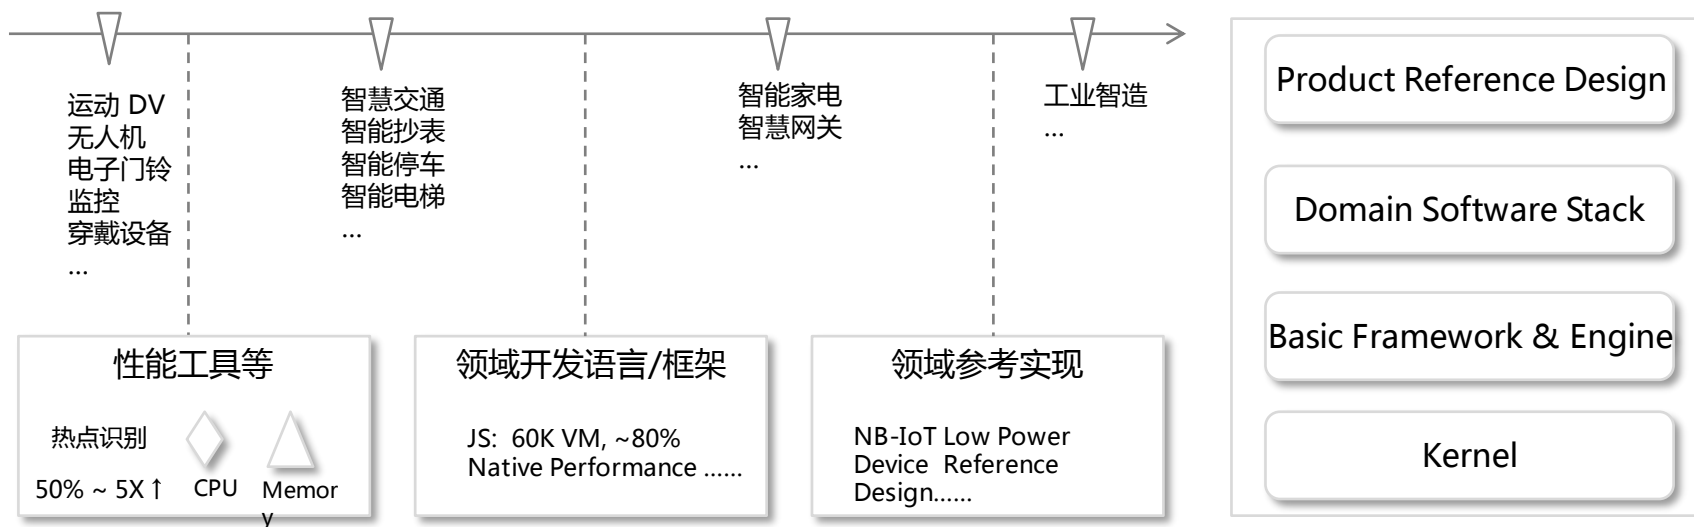 运动 DV
无人机
电子门铃
监控
穿戴设备
...
智慧交通
智能抄表
智能停车
智能电梯
...
智能家电
智慧网关
...
工业智造
...
性能工具等
热点识别
50% ~ 5X↑
CPU
Memor
y
领域开发语言/框架
JS: 60K VM, ~80%
Native Performance ......
领域参考实现
NB-IoT Low Power
Device Reference
Design......
Product Reference Design
Domain Software Stack
Basic Framework & Engine
Kernel